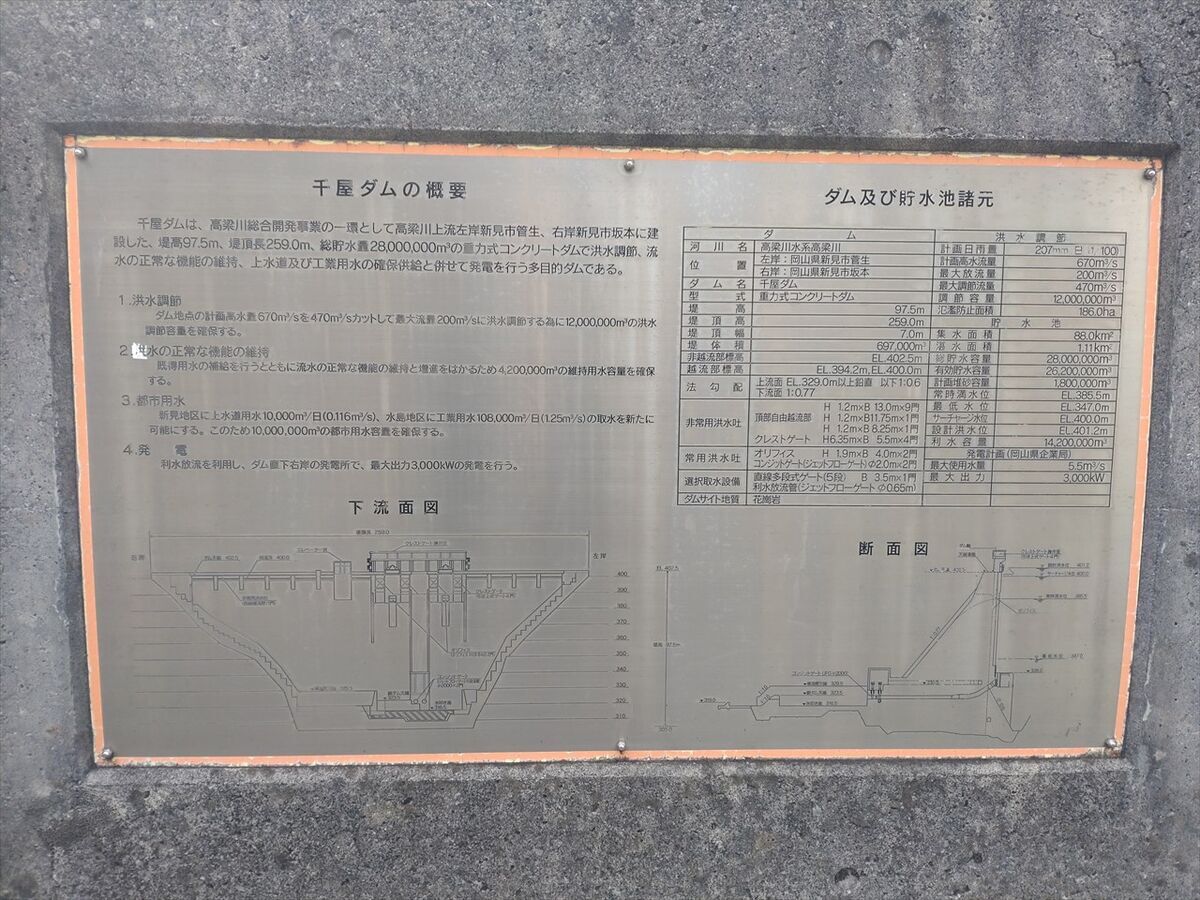 千屋ダムの概要
千屋ダムは、高梁川総合開発事業の一環として高梁川上流左岸新見市菅生、右岸新見市坂本に建
設した、堤高97.5m、堤頂長259.0m、総貯水量28,000,000m³の重力式コンクリートダムで洪水調節、流
水の正常な機能の維持、上水道及び工業用水の確保供給と併せて発電を行う多目的ダムである。
1.洪水調節
ダム地点の計画高水量670m³/sを470m³/sカットして最大流量200m³/sに洪水調節する為に12,000,000m³の洪水
調節容量を確保する。
2.洪水の正常な機能の維持
既得用水の補給を行うとともに流水の正常な機能の維持と増進をはかるため4,200,000m³の維持用水容量を確保
する。
3.都市用水
新見地区に上水道用水10,000m³/日(0.116m³/s)、水島地区に工業用水108,000m³/日(1.25m³/s)の取水を新たに
可能にする。このため10,000,000m³の都市用水容量を確保する。
4.発 電
利水放流を利用し、ダム直下右岸の発電所で、最大出力3,000kWの発電を行う。
下流面図
右岸
左岸
400
390
380
370
360
350
340
330
320
310
ダム及び貯水池諸元
ダム
河川名 高梁川水系高梁川
位置 左岸:岡山県新見市菅生
右岸:岡山県新見市坂本
ダム名 千屋ダム
型式 重力式コンクリートダム
堤高 97.5m
堤頂高 259.0m
堤頂幅 7.0m
堤体積 697,000m³
非越流部標高 EL.402.5m
越流部標高 EL.394.2m,EL.400.0m
法勾配 上流面 EL.329.0m以上鉛直 以下1:0.6
下流面 1:0.77
非常用洪水吐 頂部自由越流部 H 1.2m×B 13.0m×9門
H 1.2m×B11.75m×1門
H 1.2m×B 8.25m×1門
クレストゲート H6.35m×B 5.5m×4門
常用洪水吐 オリフィス H 1.9m×B 4.0m×2門
コンジットゲート(ジェットフローゲート)Φ2.0m×2門
選択取水設備 直線多段式ゲート(5段) B 3.5m×1門
利水放流管(ジェットフローゲートΦ0.65m)
ダムサイト地質 花崗岩
洪水調節
計画日雨量 207mm
計画高水流量 670m³/s
最大放流量 200m³/s
最大調節流量 470m³/s
調節容量 12,000,000m³
氾濫防止面積 186.0ha
貯水池
集水面積 88.0km²
湛水面積 1.11km²
総貯水容量 28,000,000m³
有効貯水容量 26,200,000m³
計画堆砂容量 1,800,000m³
常時満水位 EL.385.5m
最低水位 EL.347.0m
サーチャージ水位 EL.400.0m
設計洪水位 EL.401.2m
利水容量 14,200,000m³
発電計画(岡山県企業局)
最大使用水量 5.5m³/s
最大出力 3,000kW
断面図